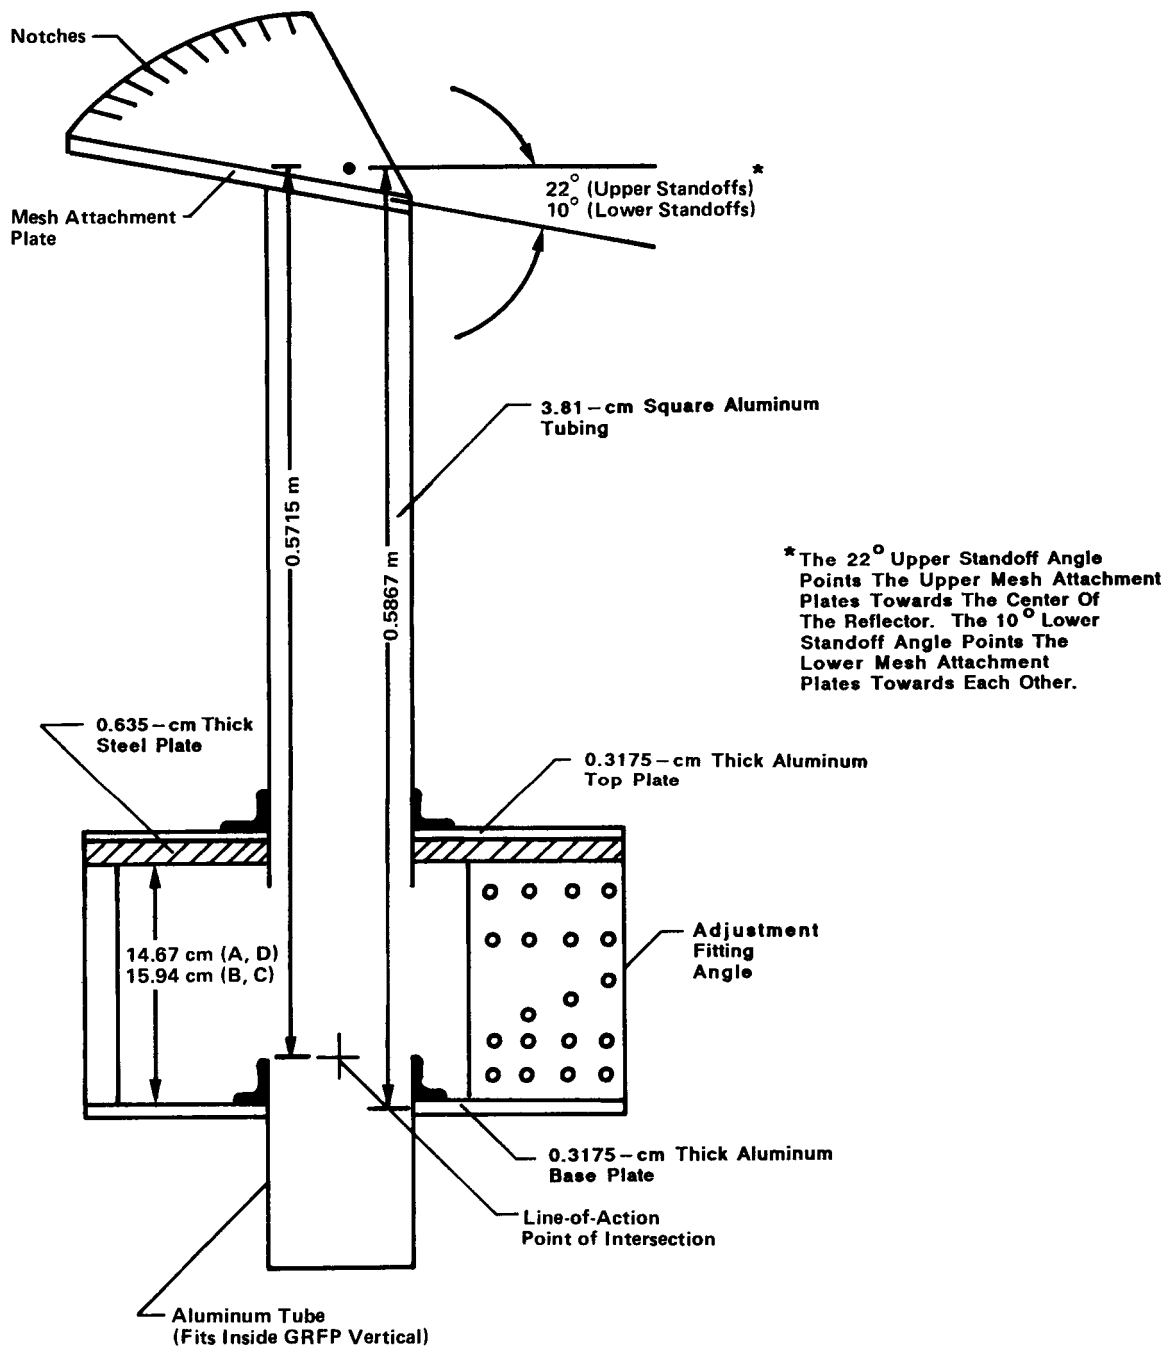 Notches
Mesh Attachment
Plate
*
22° (Upper Standoffs)
10° (Lower Standoffs)
3.81-cm Square Aluminum
Tubing
0.5715 m
0.5867 m
* The 22° Upper Standoff Angle
Points The Upper Mesh Attachment
Plates Towards The Center Of
The Reflector. The 10° Lower
Standoff Angle Points The
Lower Mesh Attachment
Plates Towards Each Other.
0.635-cm Thick
Steel Plate
0.3175-cm Thick Aluminum
Top Plate
14.67 cm (A, D)
15.94 cm (B, C)
Adjustment
Fitting
Angle
0.3175-cm Thick Aluminum
Base Plate
Line-of-Action
Point of Intersection
Aluminum Tube
(Fits Inside GRFP Vertical)